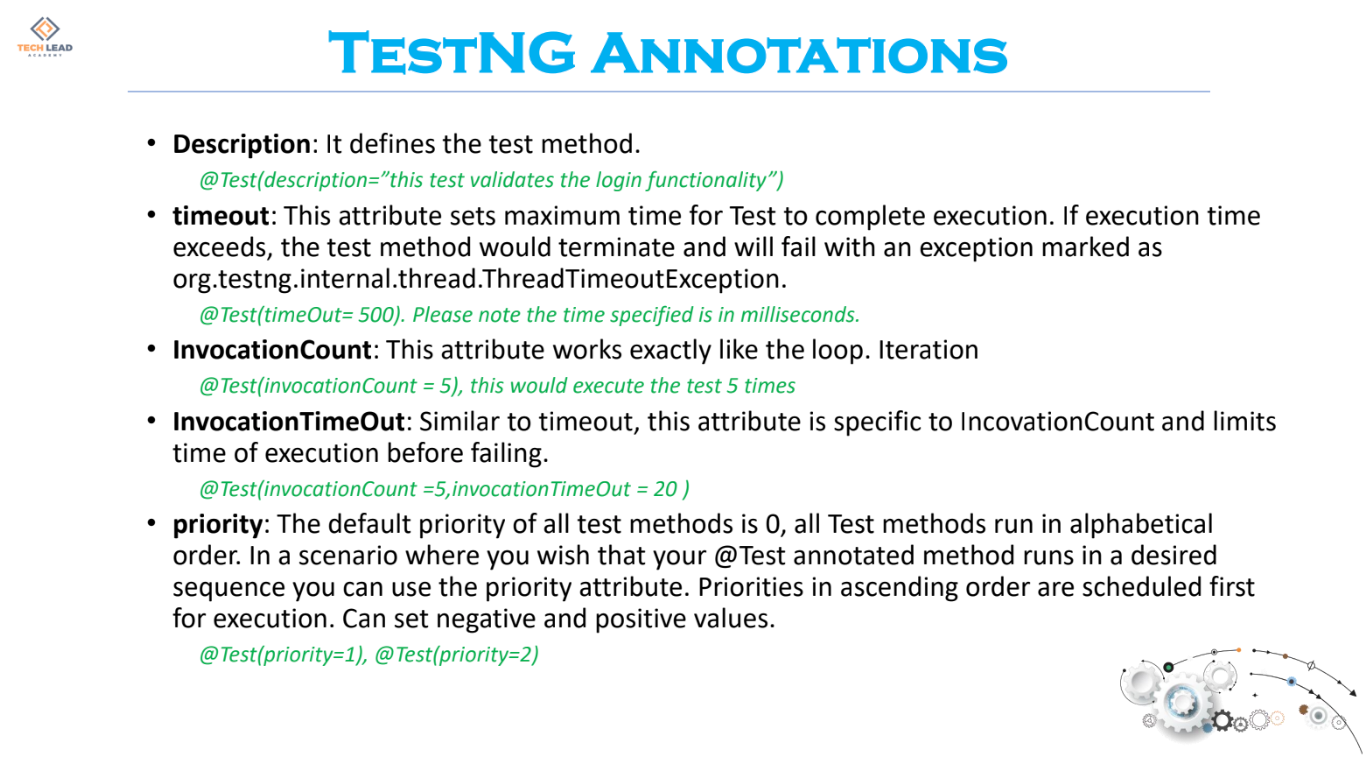 TECH LEAD
ACADEMY
TestNG Annotations
• Description: It defines the test method.
@Test(description=”this test validates the login functionality”)
• timeout: This attribute sets maximum time for Test to complete execution. If execution time
exceeds, the test method would terminate and will fail with an exception marked as
org.testng.internal.thread.ThreadTimeoutException.
@Test(timeOut= 500). Please note the time specified is in milliseconds.
• InvocationCount: This attribute works exactly like the loop. Iteration
@Test(invocationCount = 5), this would execute the test 5 times
• InvocationTimeOut: Similar to timeout, this attribute is specific to IncovationCount and limits
time of execution before failing.
@Test(invocationCount =5,invocationTimeOut = 20 )
• priority: The default priority of all test methods is 0, all Test methods run in alphabetical
order. In a scenario where you wish that your @Test annotated method runs in a desired
sequence you can use the priority attribute. Priorities in ascending order are scheduled first
for execution. Can set negative and positive values.
@Test(priority=1), @Test(priority=2)